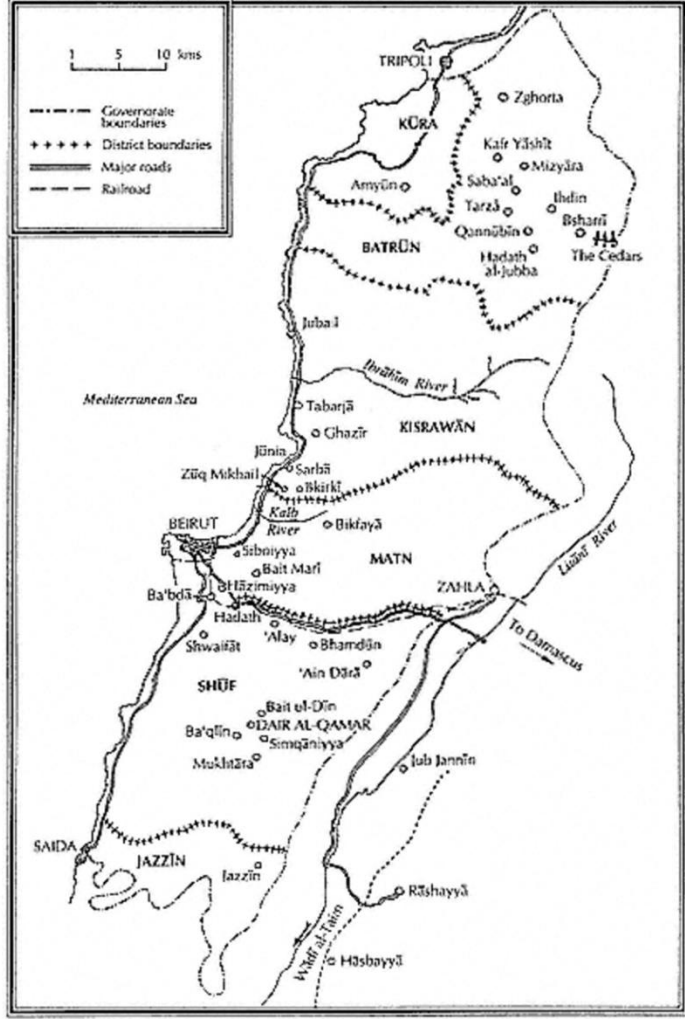 1 5 10 kms
Governorate
boundaries
District boundaries
Major roads
Railroad
TRIPOLI
Zghorta
KŪRA
Kafr Yāshīt
Mizyāra
Amyūn
Saba'al
Ihdin
Tarzā
Bsharrī
Qannūbīn
BATRŪN
Hadath
al-Jubba
The Cedars
Jubail
Ibrāhīm River
Mediterranean Sea
Tabarjā
Ghazīr
KISRAWĀN
Jūnia
Sarbā
Zūq Mikhail
Bkirkī
Kalb
River
BEIRUT
Bikfayā
Sibniyya
MATN
Bait Marī
Lītānī River
Hāzimiyya
ZAHLA
Ba'bdā
Hadath
'Alay
Shwaifāt
Bhamdūn
To Damascus
'Ain Dārā
SHŪF
Bait el-Dīn
DAIR AL-QAMAR
Ba'qlīn
Simqāniyya
Mukhtāra
Jub Jannīn
SAIDA
JAZZĪN
Jazzīn
Rāshayyā
Wādī al-Taim
Hāsbayyā